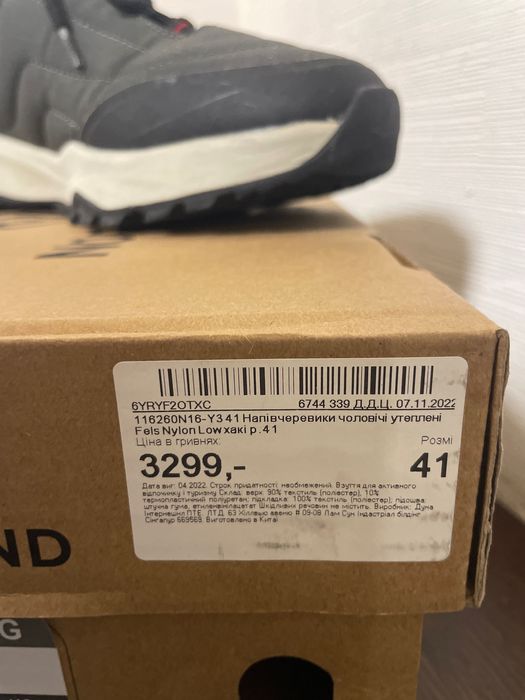 6YRYF2OTXC 6744 339 Д.Д.Ц. 07.11.2022
116260N16-Y3 41 Напівчеревики чоловічі утеплені
Fels Nylon Low хакі р.41
Ціна в гривнях: Розмі
3299,- 41
Дата виг: 04.2022. Строк придатності: необмежений. Взуття для активного
відпочинку і туризму Склад: верх: 90% текстиль (поліестер), 10%
термопластичний поліуретан; підкладка: 100% текстиль (поліестер); підошва:
штучна гума, етиленвінілацетат Шкідливих речовин не містить. Виробник: Дуна
Інтернешнл ПТЕ. ЛТД. 63 Хіллвью авеню # 09-08 Лам Сун Індастріал білдінг
Сінгапур 669569. Виготовлено в Китаї
ND
G